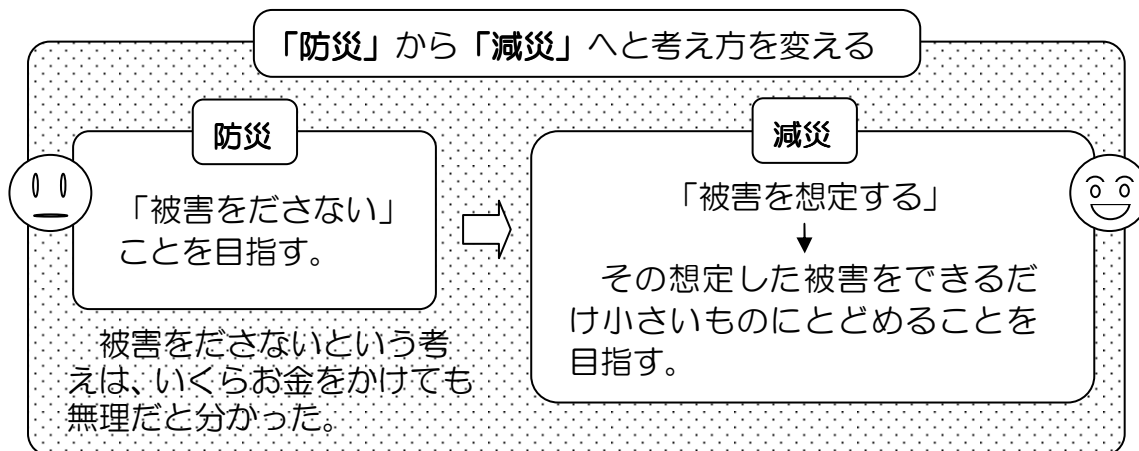 「防災」から「減災」へと考え方を変える
防災
「被害をださない」
ことを目指す。
被害をださないという考
えは、いくらお金をかけても
無理だと分かった。
減災
「被害を想定する」
その想定した被害をできるだ
け小さいものにとどめることを
目指す。